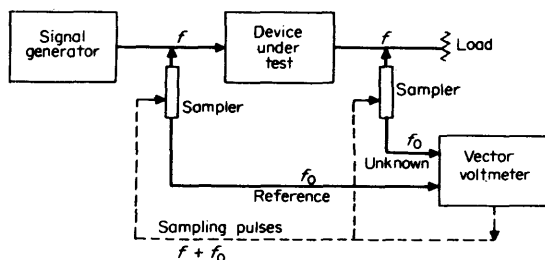 Signal
generator
f
Device
under
test
f
Load
Sampler
Sampler
f₀
Unknown
f₀
Reference
Vector
voltmeter
Sampling pulses
f + f₀